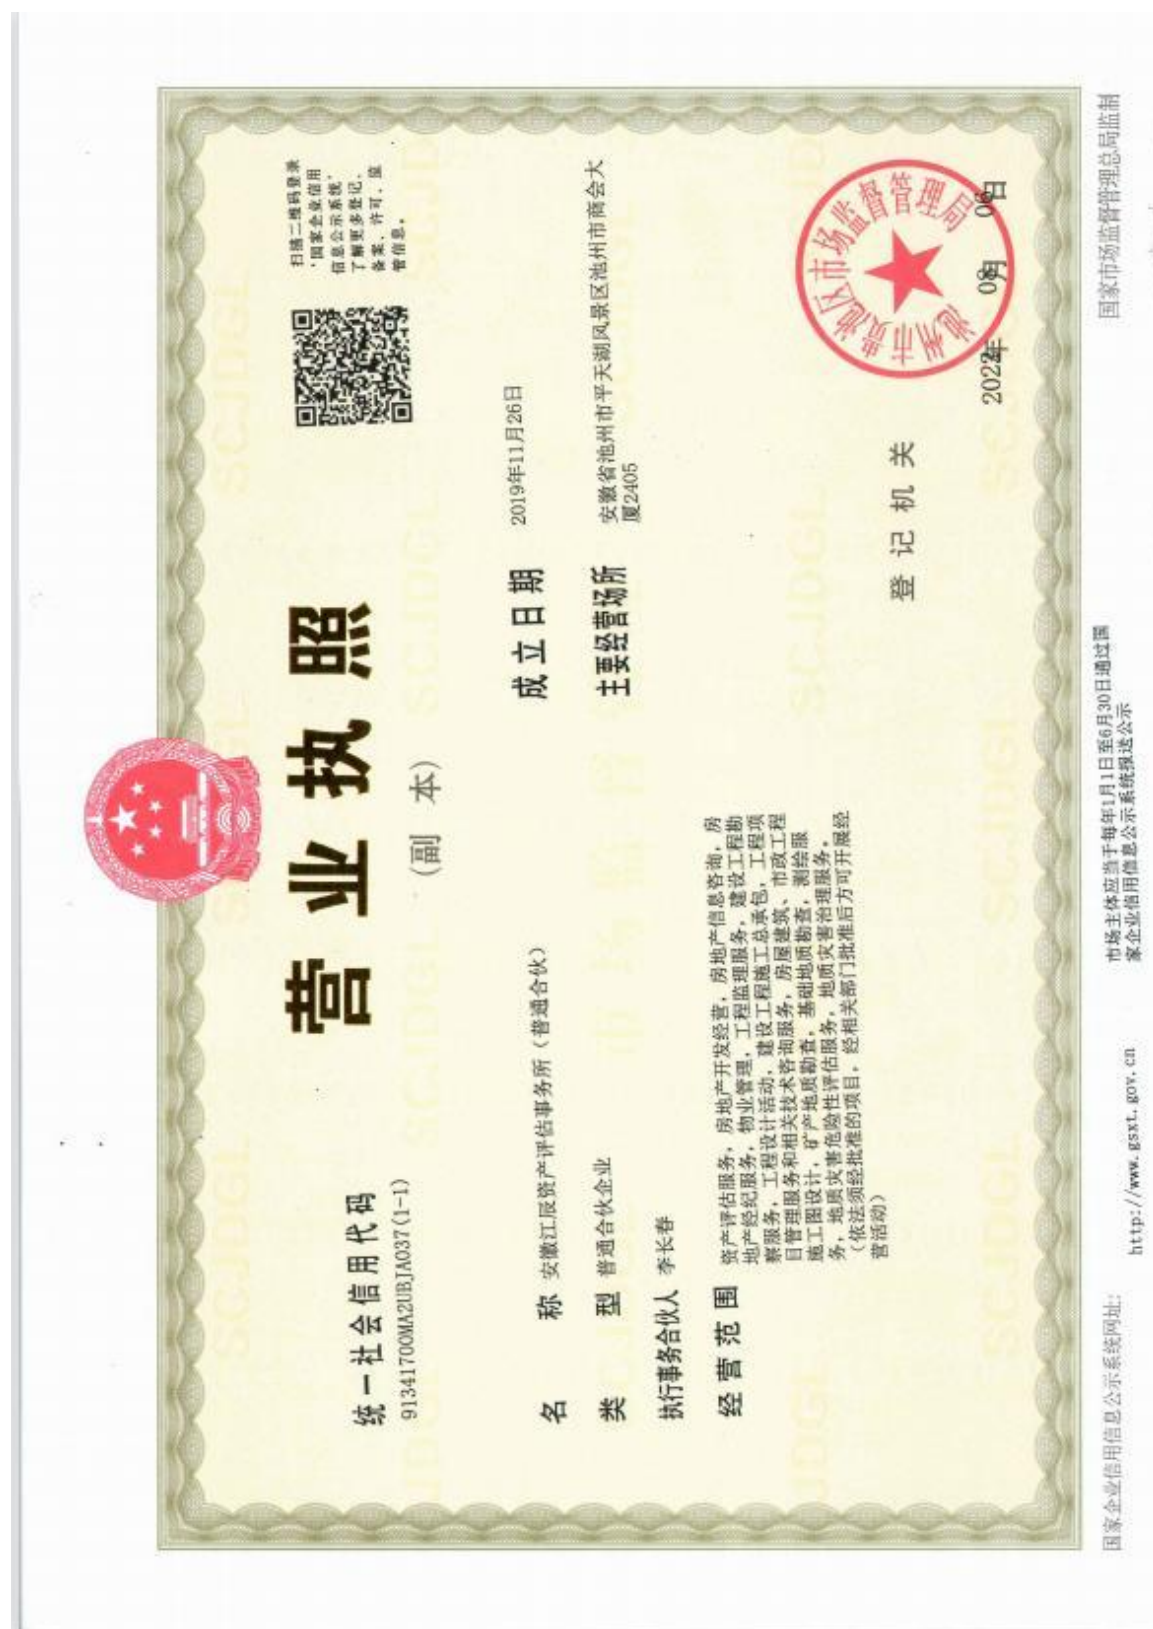 营业执照
(副 本)
统一社会信用代码
91341700MA2UBJA037(1-1)
扫描二维码登录
'国家企业信用
信息公示系统'
了解更多登记、
备案、许可、监
管信息。
名 称 安徽江辰资产评估事务所（普通合伙）
类 型 普通合伙企业
执行事务合伙人 李长春
经营范围 资产评估服务，房地产开发经营，房地产信息咨询，房
地产经纪服务，物业管理，工程监理服务，建设工程勘
察服务，工程设计活动，建设工程施工总承包，工程项
目管理服务和相关技术咨询服务，房屋建筑、市政工程
施工图设计，矿产地质勘查，基础地质勘查，测绘服
务，地质灾害危险性评估服务，地质灾害治理服务。
（依法须经批准的项目，经相关部门批准后方可开展经
营活动）
成立日期 2019年11月26日
主要经营场所 安徽省池州市平天湖风景区池州市商会大
厦2405
登记机关
池州市贵池区市场监督管理局
年 08月 日
国家企业信用信息公示系统网址：
http://www.gsxt.gov.cn
市场主体应当于每年1月1日至6月30日通过国
家企业信用信息公示系统报送公示
国家市场监督管理总局监制